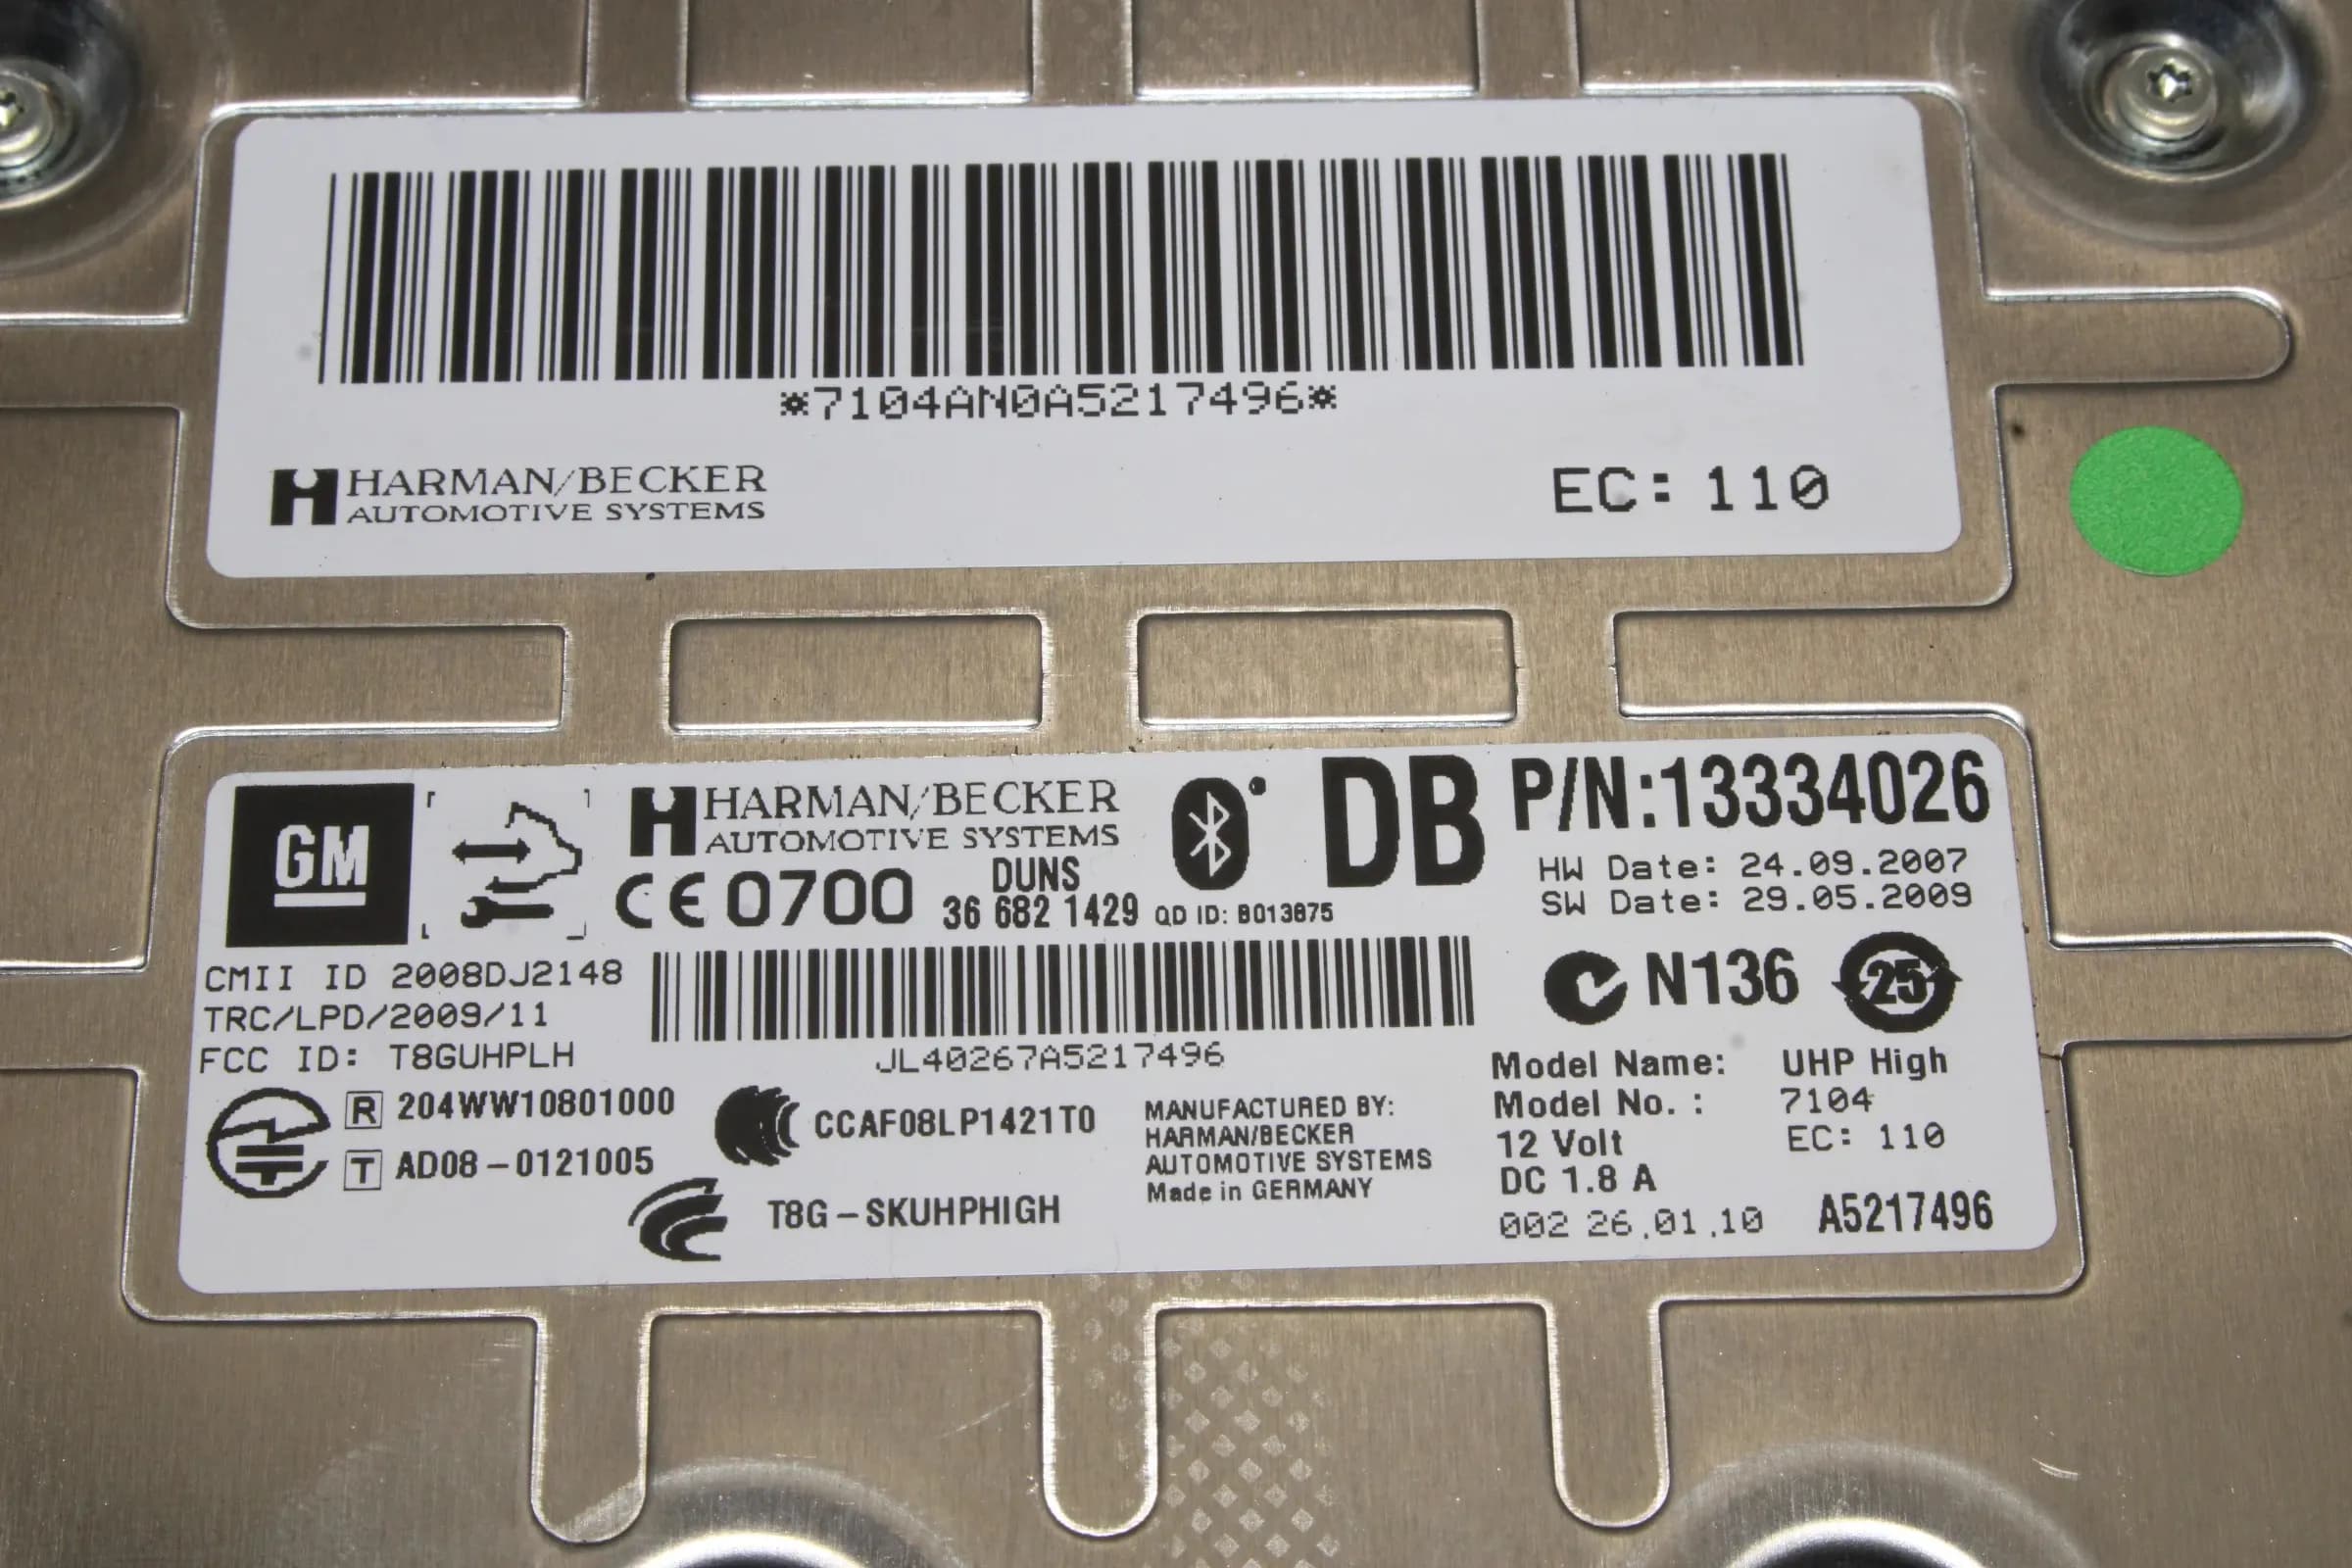 *7104AN0A5217496*
HARMAN/BECKER
AUTOMOTIVE SYSTEMS
EC: 110
GM
HARMAN/BECKER
AUTOMOTIVE SYSTEMS
CE 0700
DUNS
36 682 1429
QD ID: B013875
DB
P/N:13334026
HW Date: 24.09.2007
SW Date: 29.05.2009
N136
25
CMII ID 2008DJ2148
TRC/LPD/2009/11
FCC ID: T8GUHPLH
JL40267A5217496
R 204WW10801000
T AD08-0121005
CCAF08LP1421T0
T8G-SKUHPHIGH
MANUFACTURED BY:
HARMAN/BECKER
AUTOMOTIVE SYSTEMS
Made in GERMANY
Model Name: UHP High
Model No. : 7104
12 Volt EC: 110
DC 1.8 A
002 26.01.10 A5217496